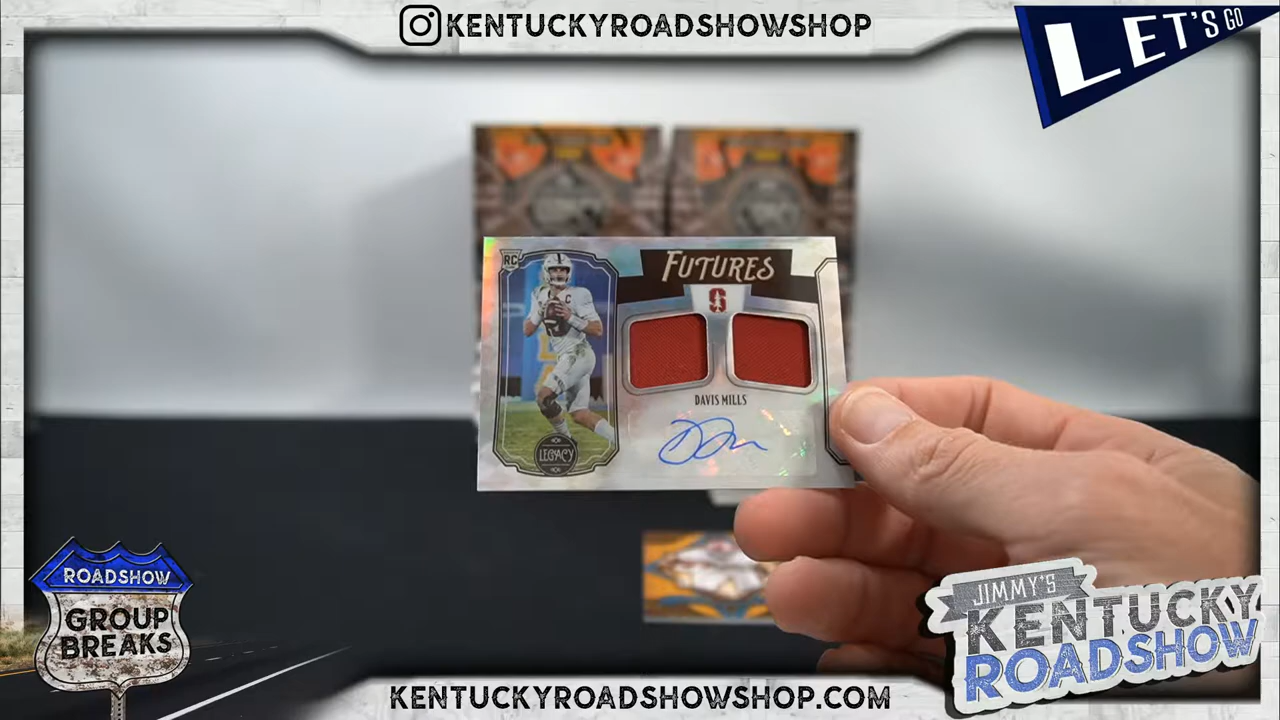 KENTUCKYROADSHOWSHOP
LET'S GO
RC
FUTURES
S
DAVIS MILLS
C
LEGACY
ROADSHOW
GROUP
BREAKS
JIMMY'S
KENTUCKY
ROADSHOW
KENTUCKYROADSHOWSHOP.COM